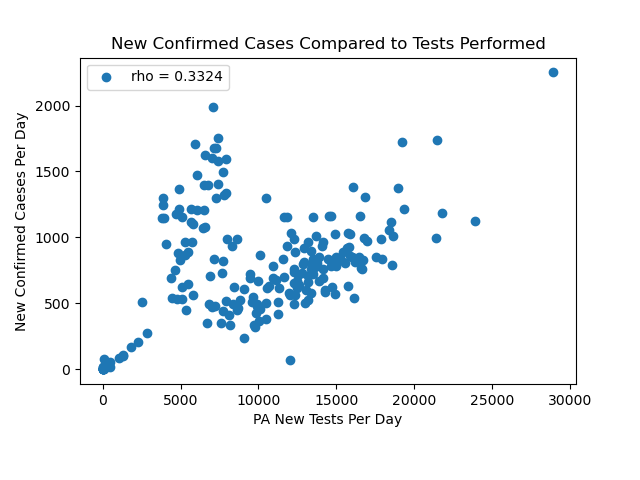 New Confirmed Cases Compared to Tests Performed
rho = 0.3324
New Confirmed Caeses Per Day
2000
1500
1000
500
0
0 5000 10000 15000 20000 25000 30000
PA New Tests Per Day